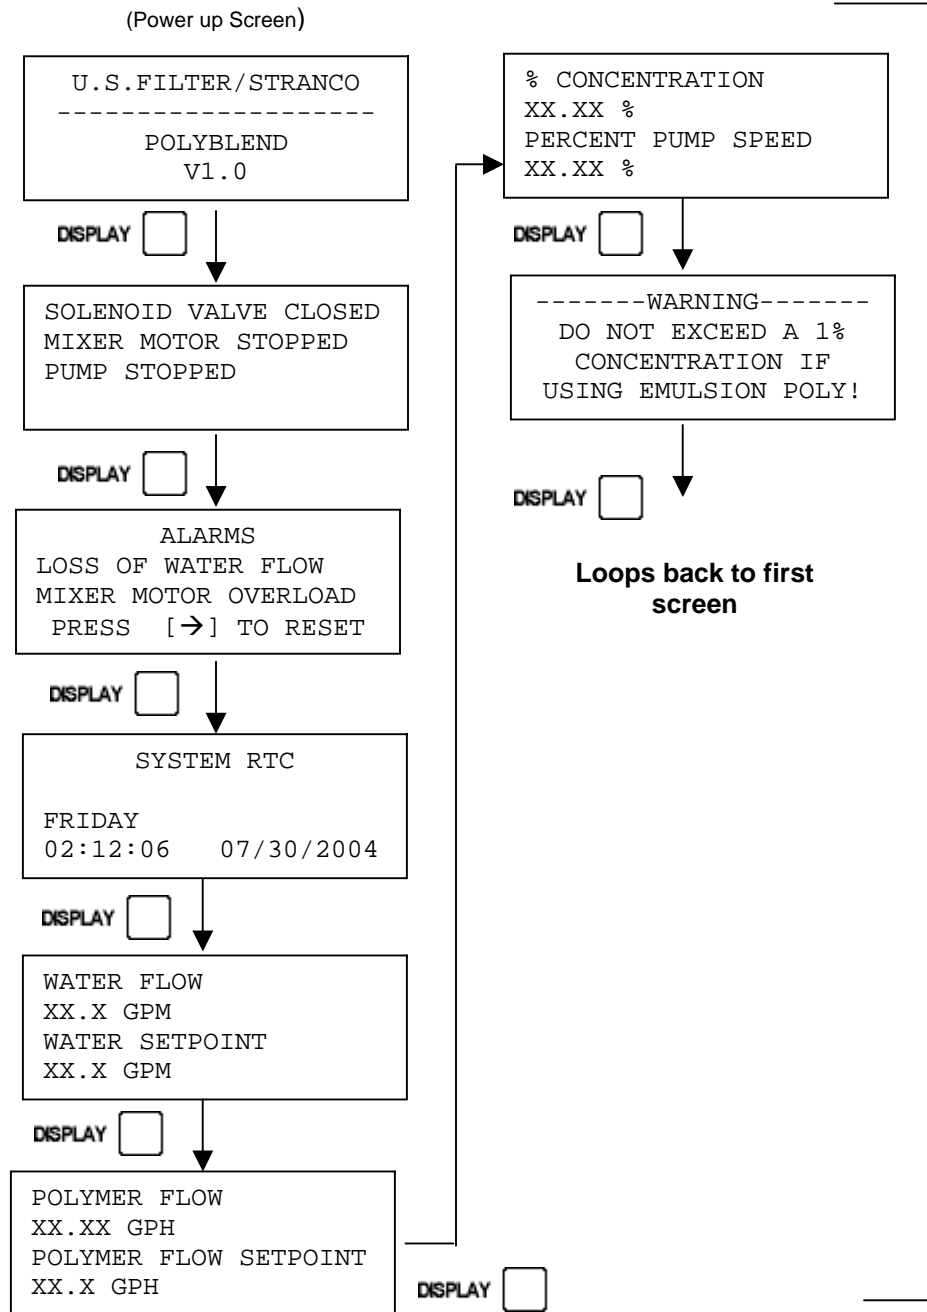 (Power up Screen)
U.S.FILTER/STRANCO
--------------------
POLYBLEND
V1.0
DISPLAY
SOLENOID VALVE CLOSED
MIXER MOTOR STOPPED
PUMP STOPPED
DISPLAY
ALARMS
LOSS OF WATER FLOW
MIXER MOTOR OVERLOAD
PRESS [→] TO RESET
DISPLAY
SYSTEM RTC
FRIDAY
02:12:06 07/30/2004
DISPLAY
WATER FLOW
XX.X GPM
WATER SETPOINT
XX.X GPM
DISPLAY
POLYMER FLOW
XX.XX GPH
POLYMER FLOW SETPOINT
XX.X GPH
DISPLAY
% CONCENTRATION
XX.XX %
PERCENT PUMP SPEED
XX.XX %
DISPLAY
-------WARNING-------
DO NOT EXCEED A 1%
CONCENTRATION IF
USING EMULSION POLY!
DISPLAY
Loops back to first
screen